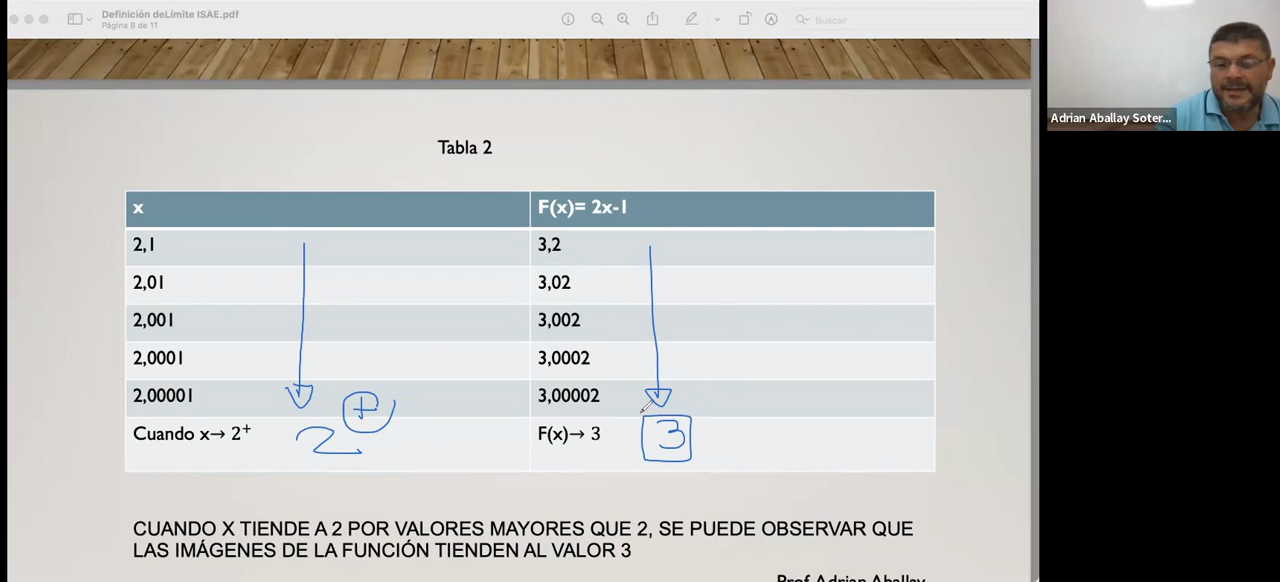 Definición deLímite ISAE.pdf
Página 8 de 11
Buscar
Adrian Aballay Soter...
Tabla 2
x F(x)= 2x-1
2,1 3,2
2,01 3,02
2,001 3,002
2,0001 3,0002
2,00001 3,00002
Cuando x→ 2⁺ 2⁺ F(x)→ 3 3
CUANDO X TIENDE A 2 POR VALORES MAYORES QUE 2, SE PUEDE OBSERVAR QUE
LAS IMÁGENES DE LA FUNCIÓN TIENDEN AL VALOR 3
Prof Adrian Aballay